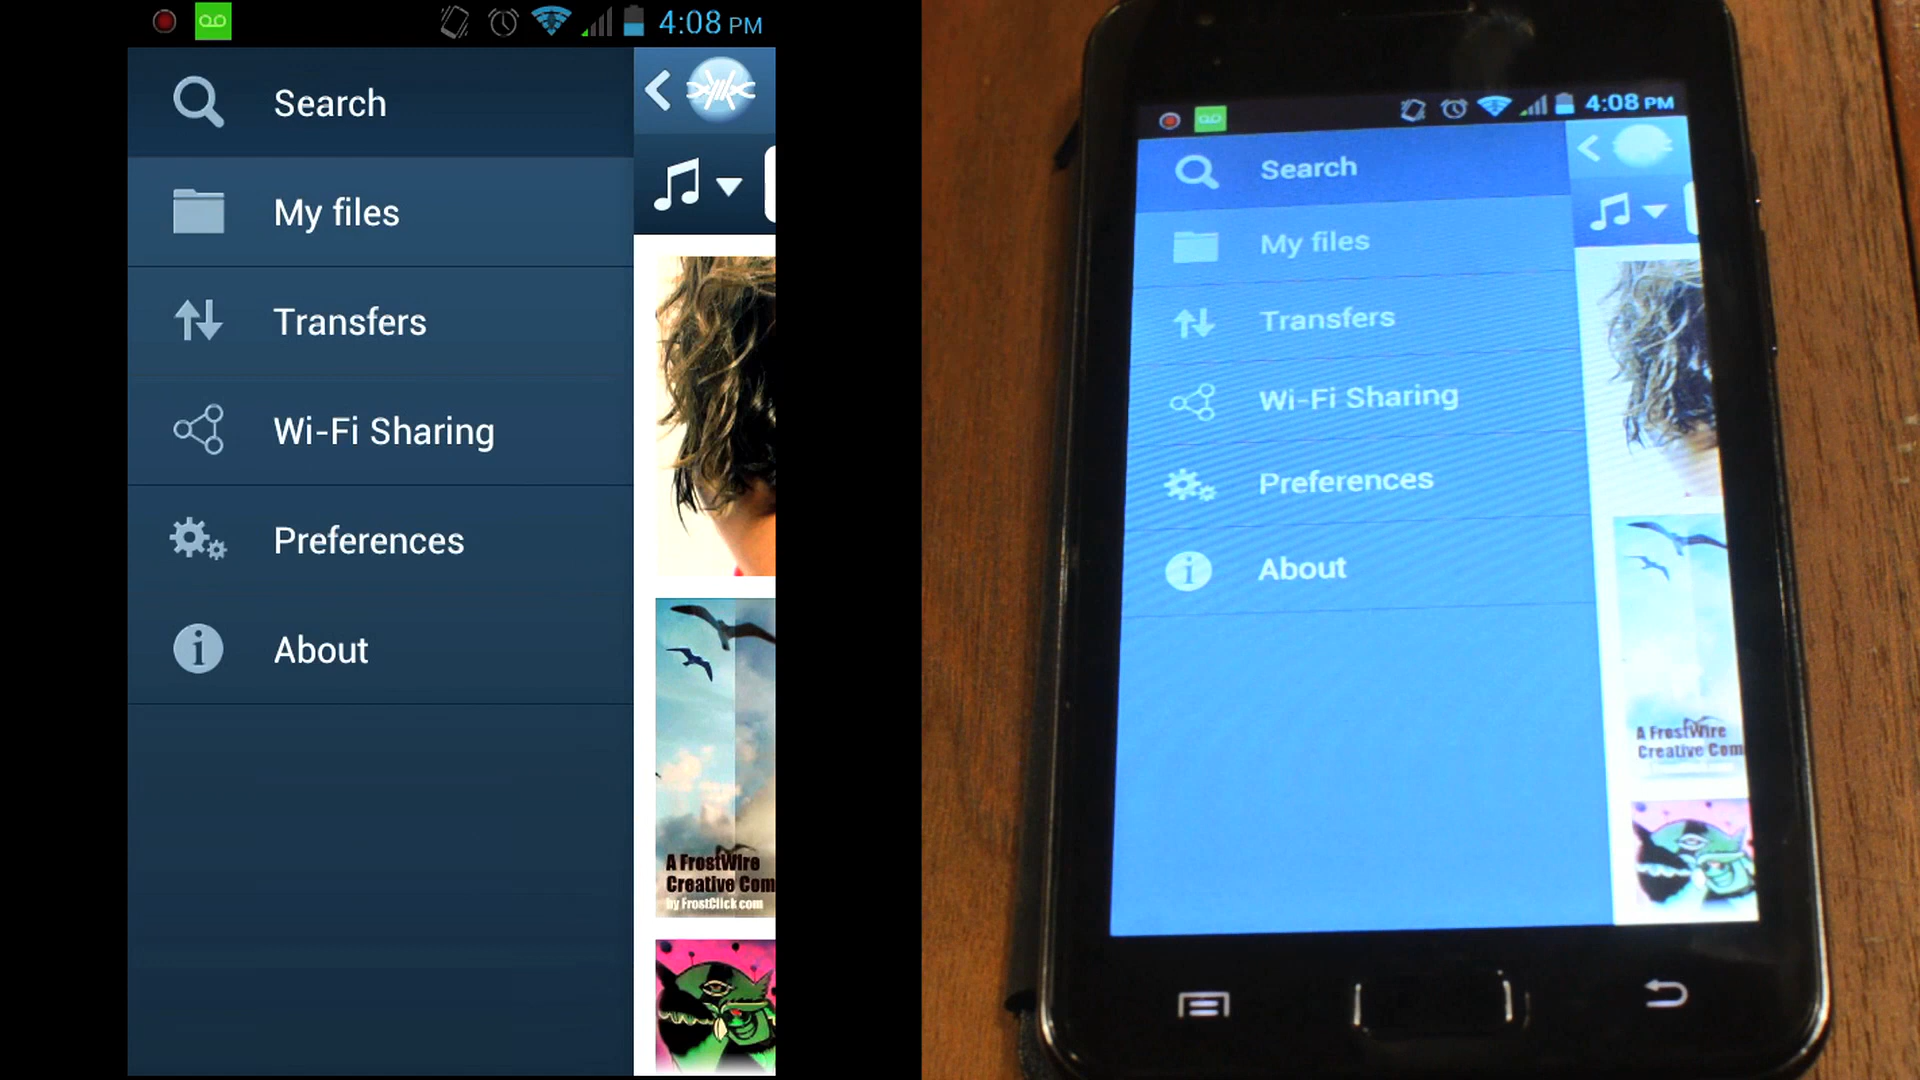 4:08 PM
Search
My files
Transfers
Wi-Fi Sharing
Preferences
About
A FrostWire
Creative Com
by FrostClick.com
4:08 PM
Search
My files
Transfers
Wi-Fi Sharing
Preferences
About
A FrostWire
Creative Com